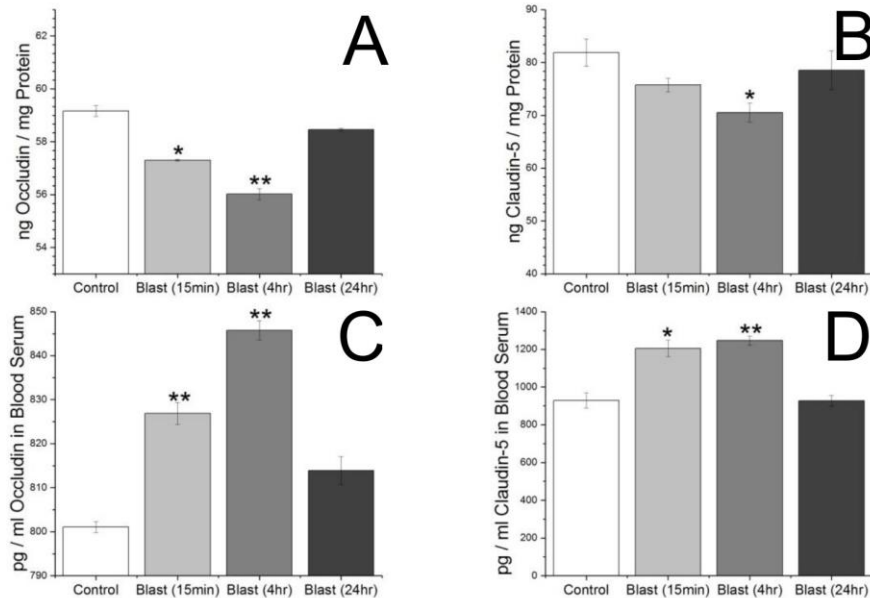 A
ng Occludin / mg Protein
62
60
58
56
54
*
**
Control Blast (15min) Blast (4hr) Blast (24hr)
B
ng Claudin-5 / mg Protein
90
80
70
60
50
40
*
Control Blast (15min) Blast (4hr) Blast (24hr)
C
pg / ml Occludin in Blood Serum
850
840
830
820
810
800
790
**
**
Control Blast (15min) Blast (4hr) Blast (24hr)
D
pg / ml Claudin-5 in Blood Serum
1400
1200
1000
800
600
400
200
0
*
**
Control Blast (15min) Blast (4hr) Blast (24hr)